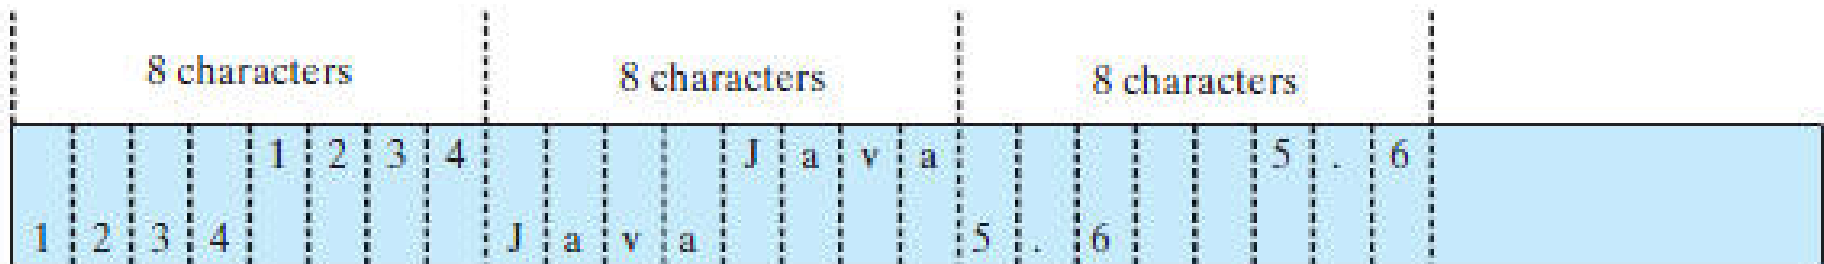 8 characters 8 characters 8 characters
1 2 3 4 J a v a 5 . 6
1 2 3 4 J a v a 5 . 6